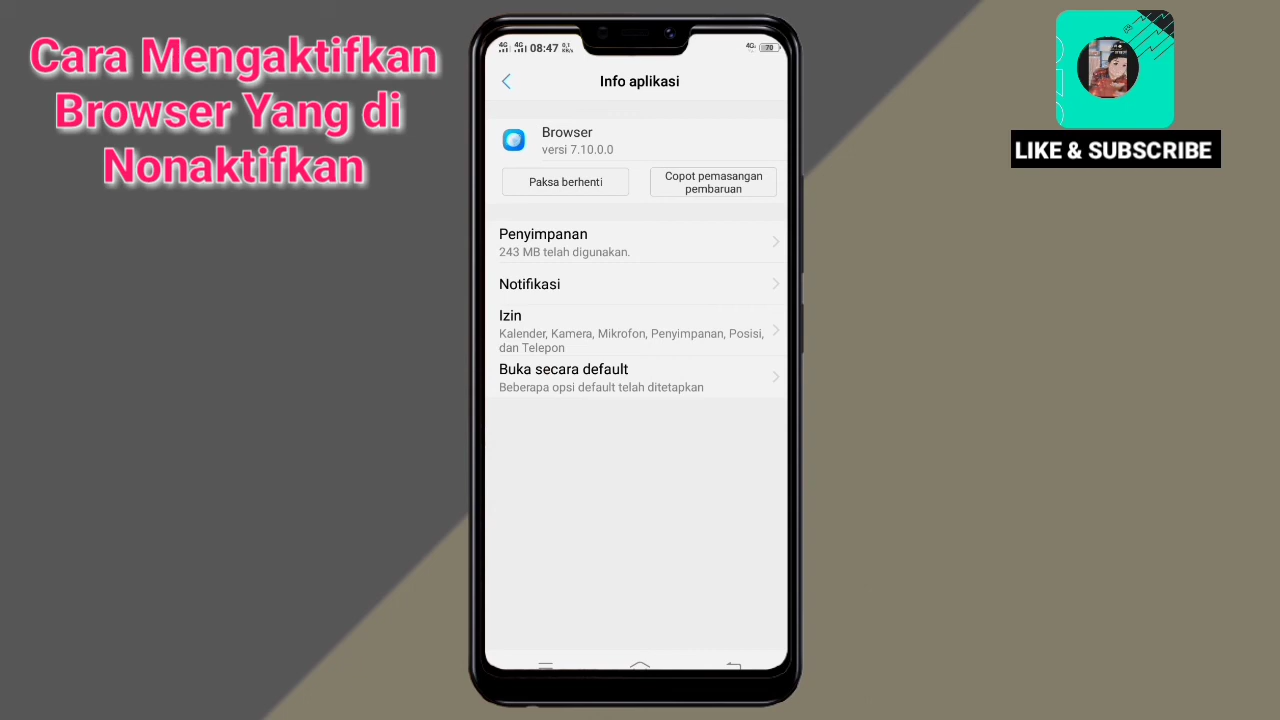 Cara Mengaktifkan
Browser Yang di
Nonaktifkan
LIKE & SUBSCRIBE
08:47
70
Info aplikasi
Browser
versi 7.10.0.0
Paksa berhenti
Copot pemasangan
pembaruan
Penyimpanan
243 MB telah digunakan.
Notifikasi
Izin
Kalender, Kamera, Mikrofon, Penyimpanan, Posisi,
dan Telepon
Buka secara default
Beberapa opsi default telah ditetapkan